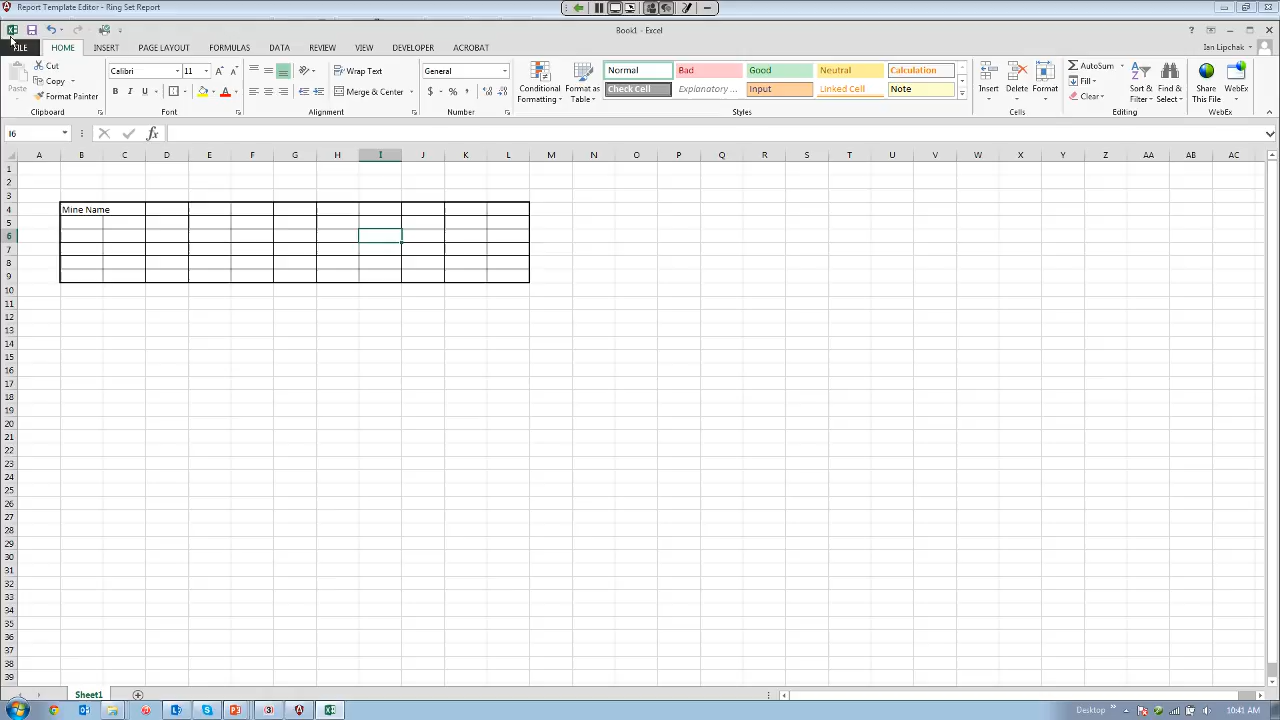 Report Template Editor - Ring Set Report
Book1 - Excel
FILE HOME INSERT PAGE LAYOUT FORMULAS DATA REVIEW VIEW DEVELOPER ACROBAT
Ian Lipchak
Paste
Cut
Copy
Format Painter
Clipboard
Calibri 11
B I U
Font
Wrap Text
Merge & Center
Alignment
General
$ % ,
Number
Conditional Formatting
Format as Table
Normal Bad Good Neutral Calculation
Check Cell Explanatory ... Input Linked Cell Note
Styles
Insert Delete Format
Cells
AutoSum
Fill
Clear
Sort & Filter
Find & Select
Editing
Share This File
WebEx
WebEx
I6
fx
A B C D E F G H I J K L M N O P Q R S T U V W X Y Z AA AB AC
1
2
3
4 Mine Name
5
6
7
8
9
10
11
12
13
14
15
16
17
18
19
20
21
22
23
24
25
26
27
28
29
30
31
32
33
34
35
36
37
38
39
Sheet1
Desktop
10:41 AM